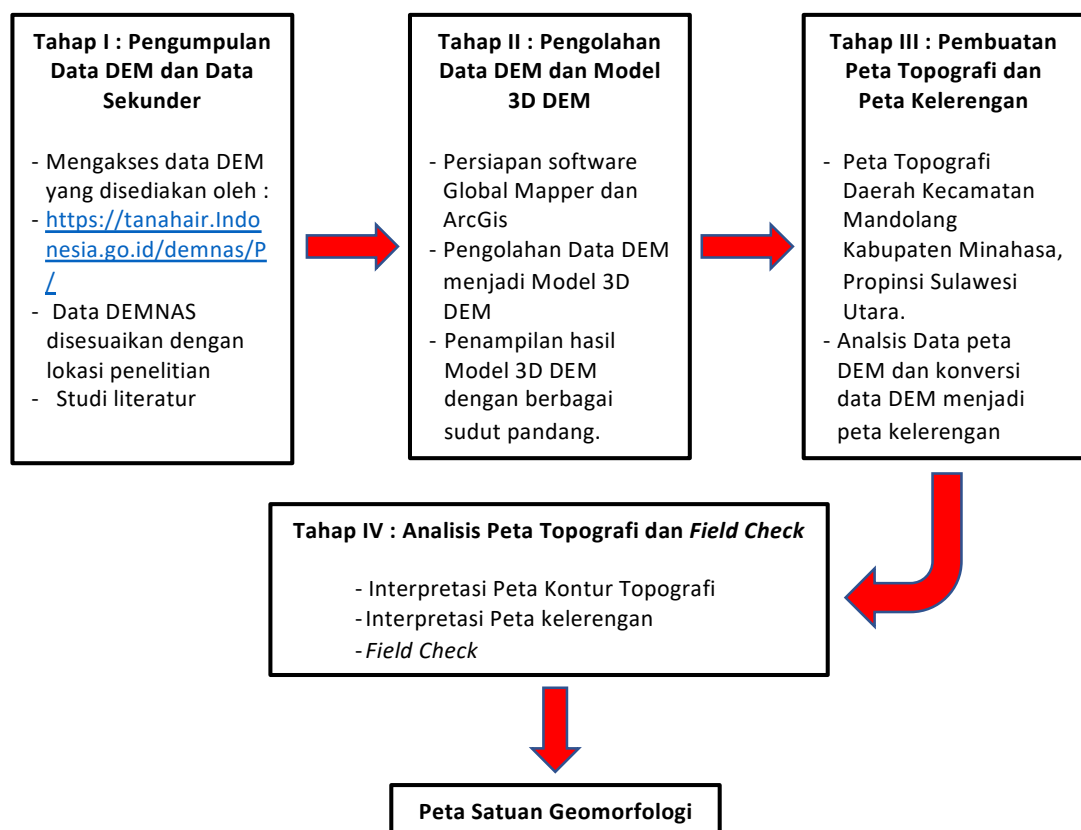 Tahap I : Pengumpulan
Data DEM dan Data
Sekunder
- Mengakses data DEM
yang disediakan oleh :
- https://tanahair.Indo
nesia.go.id/demnas/P
/
- Data DEMNAS
disesuaikan dengan
lokasi penelitian
- Studi literatur
Tahap II : Pengolahan
Data DEM dan Model
3D DEM
- Persiapan software
Global Mapper dan
ArcGis
- Pengolahan Data DEM
menjadi Model 3D
DEM
- Penampilan hasil
Model 3D DEM
dengan berbagai
sudut pandang.
Tahap III : Pembuatan
Peta Topografi dan
Peta Kelerengan
- Peta Topografi
Daerah Kecamatan
Mandolang
Kabupaten Minahasa,
Propinsi Sulawesi
Utara.
- Analsis Data peta
DEM dan konversi
data DEM menjadi
peta kelerengan
Tahap IV : Analisis Peta Topografi dan Field Check
- Interpretasi Peta Kontur Topografi
- Interpretasi Peta kelerengan
- Field Check
Peta Satuan Geomorfologi